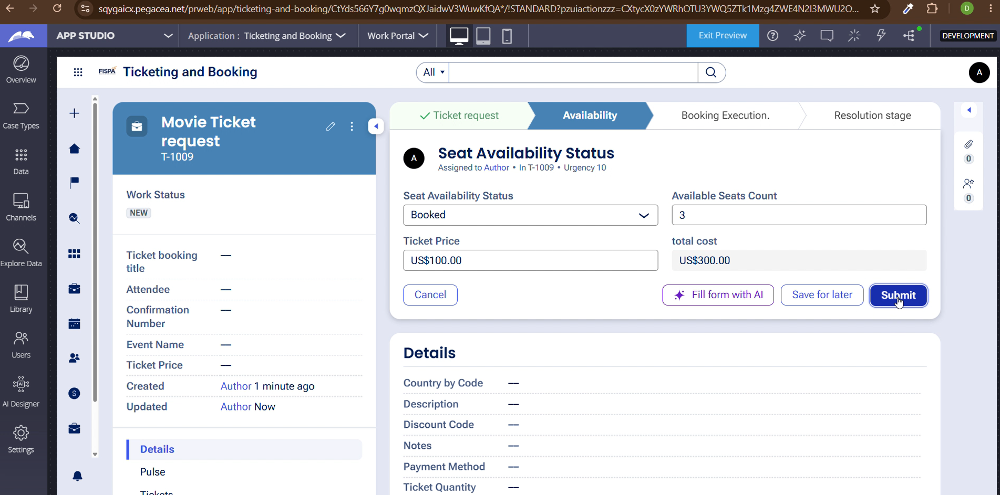 sqygaicx.pegacea.net/prweb/app/ticketing-and-booking/CtYds566Y7g0wqmzQXJaidwV3WuwKfQA*/!STANDARD?pzuiactionzzz=CXtycX0zYWRhOTU3YWQ5ZTk1Mzg4ZWE4N2I3MWU2O...
D
APP STUDIO
Application : Ticketing and Booking
Work Portal
Exit Preview
DEVELOPMENT
Overview
Case Types
Data
Channels
Explore Data
Library
Users
AI
AI Designer
Settings
FISPA Ticketing and Booking
All
A
Movie Ticket
request
T-1009
Work Status
NEW
Ticket booking —
title
Attendee —
Confirmation —
Number
Event Name —
Ticket Price —
Created Author 1 minute ago
Updated Author Now
Details
Pulse
Tickets
Ticket request
Availability
Booking Execution.
Resolution stage
A
Seat Availability Status
Assigned to Author • In T-1009 • Urgency 10
Seat Availability Status
Booked
Available Seats Count
3
Ticket Price
US$100.00
total cost
US$300.00
Cancel
Fill form with AI
Save for later
Submit
Details
Country by Code —
Description —
Discount Code —
Notes —
Payment Method —
Ticket Quantity —
0
0
S